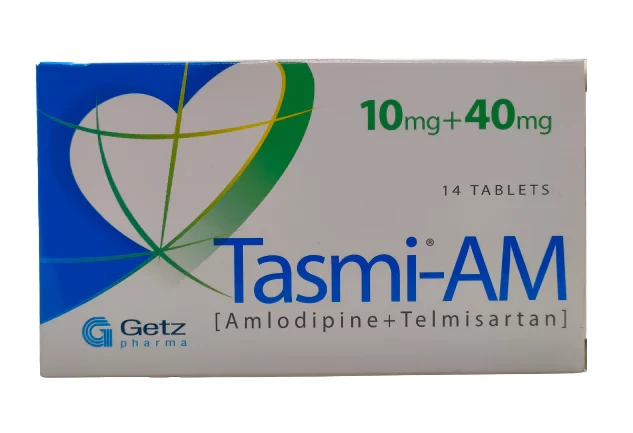 10mg+40mg
14 TABLETS
Tasmi-AM®
[Amlodipine+Telmisartan]
Getz
pharma